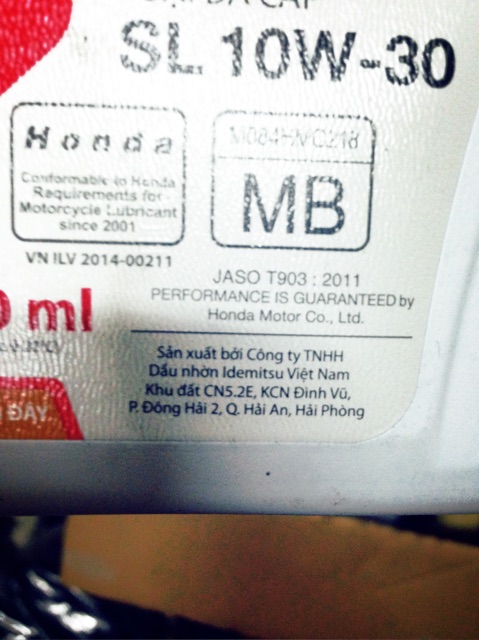 SL 10W-30
Honda
Conformable to Honda
Requirements for
Motorcycle Lubricant
since 2001
MB
VN ILV 2014-00211
JASO T903 : 2011
PERFORMANCE IS GUARANTEED by
Honda Motor Co., Ltd.
ml
Sản xuất bởi Công ty TNHH
Dầu nhờn Idemitsu Việt Nam
Khu đất CN5.2E, KCN Đình Vũ,
P. Đông Hải 2, Q. Hải An, Hải Phòng
ĐÂY